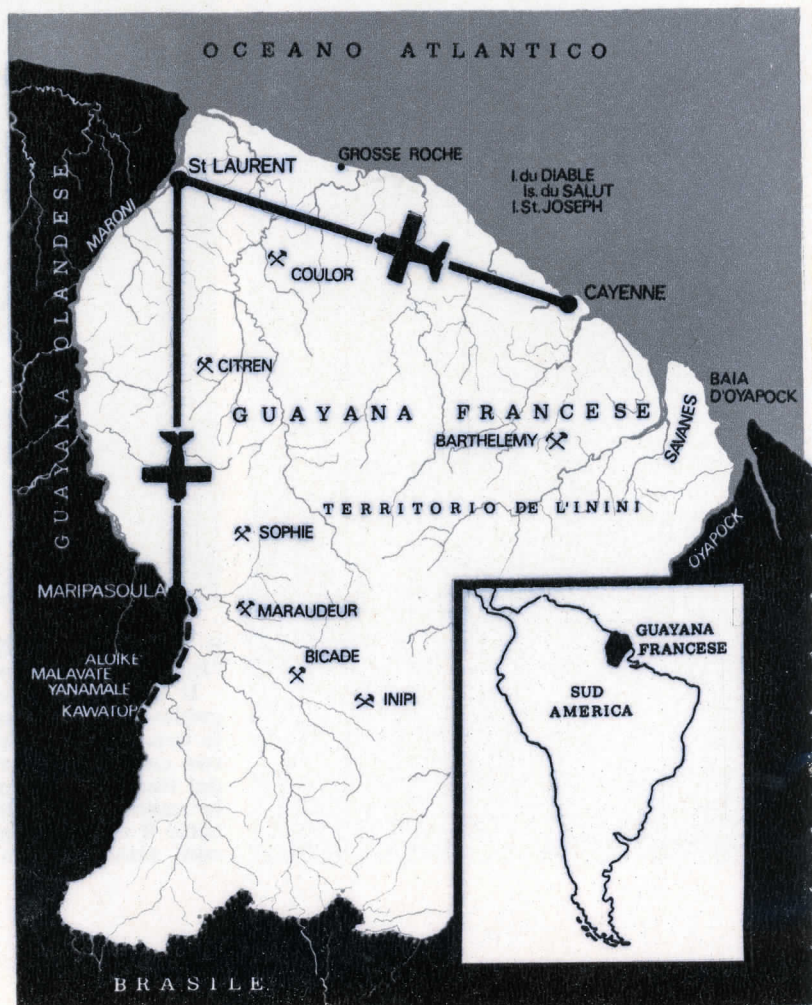 OCEANO ATLANTICO
St LAURENT
GROSSE ROCHE
I. du DIABLE
Is. du SALUT
I. St. JOSEPH
MARONI
GUAYANA OLANDESE
COULOR
CAYENNE
CITREN
BAIA
D'OYAPOCK
GUAYANA FRANCESE
BARTHELEMY
SAVANES
TERRITORIO DE L'ININI
SOPHIE
OYAPOCK
MARIPASOULA
MARAUDEUR
ALOIKE
MALAVATE
YANAMALE
KAWATOP
BICADE
INIPI
GUAYANA
FRANCESE
SUD
AMERICA
BRASILE